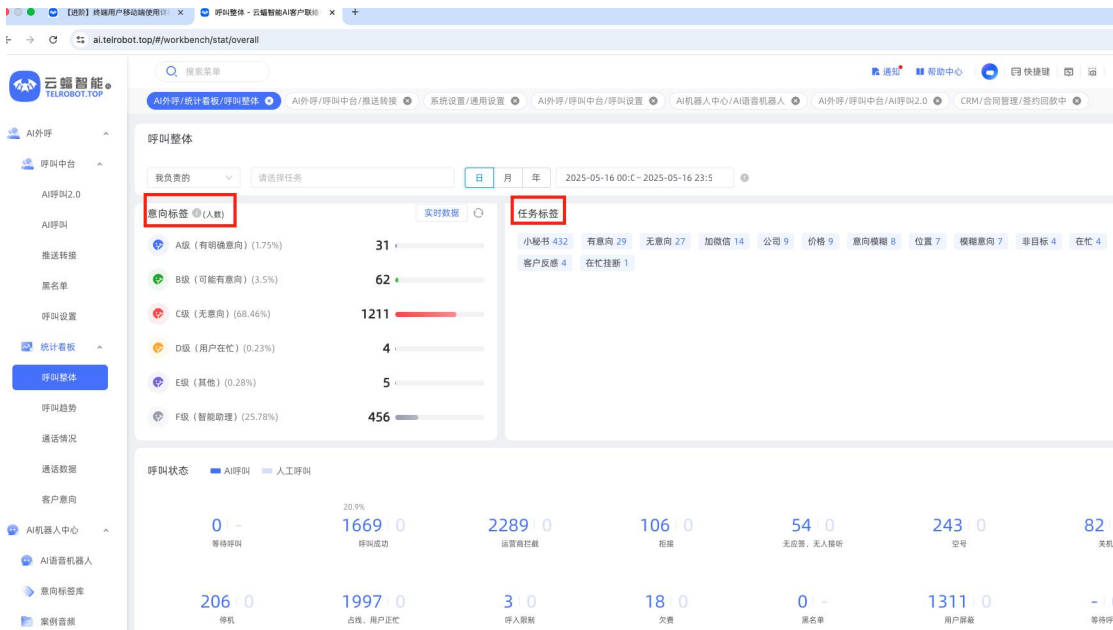 【进阶】终端用户移动端使用详 × 呼叫整体 - 云蝠智能AI客户联络 × +
ai.telrobot.top/#/workbench/stat/overall
云蝠智能
TELROBOT.TOP
搜索菜单
通知 帮助中心 快捷键
AI外呼/统计看板/呼叫整体 AI外呼/呼叫中台/推送转接 系统设置/通用设置 AI外呼/呼叫中台/呼叫设置 AI机器人中心/AI语音机器人 AI外呼/呼叫中台/AI呼叫2.0 CRM/合同管理/签约回款中
AI外呼
呼叫中台
AI呼叫2.0
AI呼叫
推送转接
黑名单
呼叫设置
统计看板
呼叫整体
呼叫趋势
通话情况
通话数据
客户意向
AI机器人中心
AI语音机器人
意向标签库
案例音频
呼叫整体
我负责的 请选择任务 日 月 年 2025-05-16 00:0 ~ 2025-05-16 23:5
意向标签 (人数) 实时数据
A级（有明确意向）(1.75%) 31
B级（可能有意向）(3.5%) 62
C级（无意向）(68.46%) 1211
D级（用户在忙）(0.23%) 4
E级（其他）(0.28%) 5
F级（智能助理）(25.78%) 456
任务标签
小秘书 432 有意向 29 无意向 27 加微信 14 公司 9 价格 9 意向模糊 8 位置 7 模糊意向 7 非目标 4 在忙 4
客户反感 4 在忙挂断 1
呼叫状态 AI呼叫 人工呼叫
20.9%
0 - 1669 0 2289 0 106 0 54 0 243 0 82
等待呼叫 呼叫成功 运营商拦截 拒接 无应答、无人接听 空号 关机
206 0 1997 0 3 0 18 0 0 - 1311 0 -
停机 占线、用户正忙 呼入限制 欠费 黑名单 用户屏蔽 等待呼